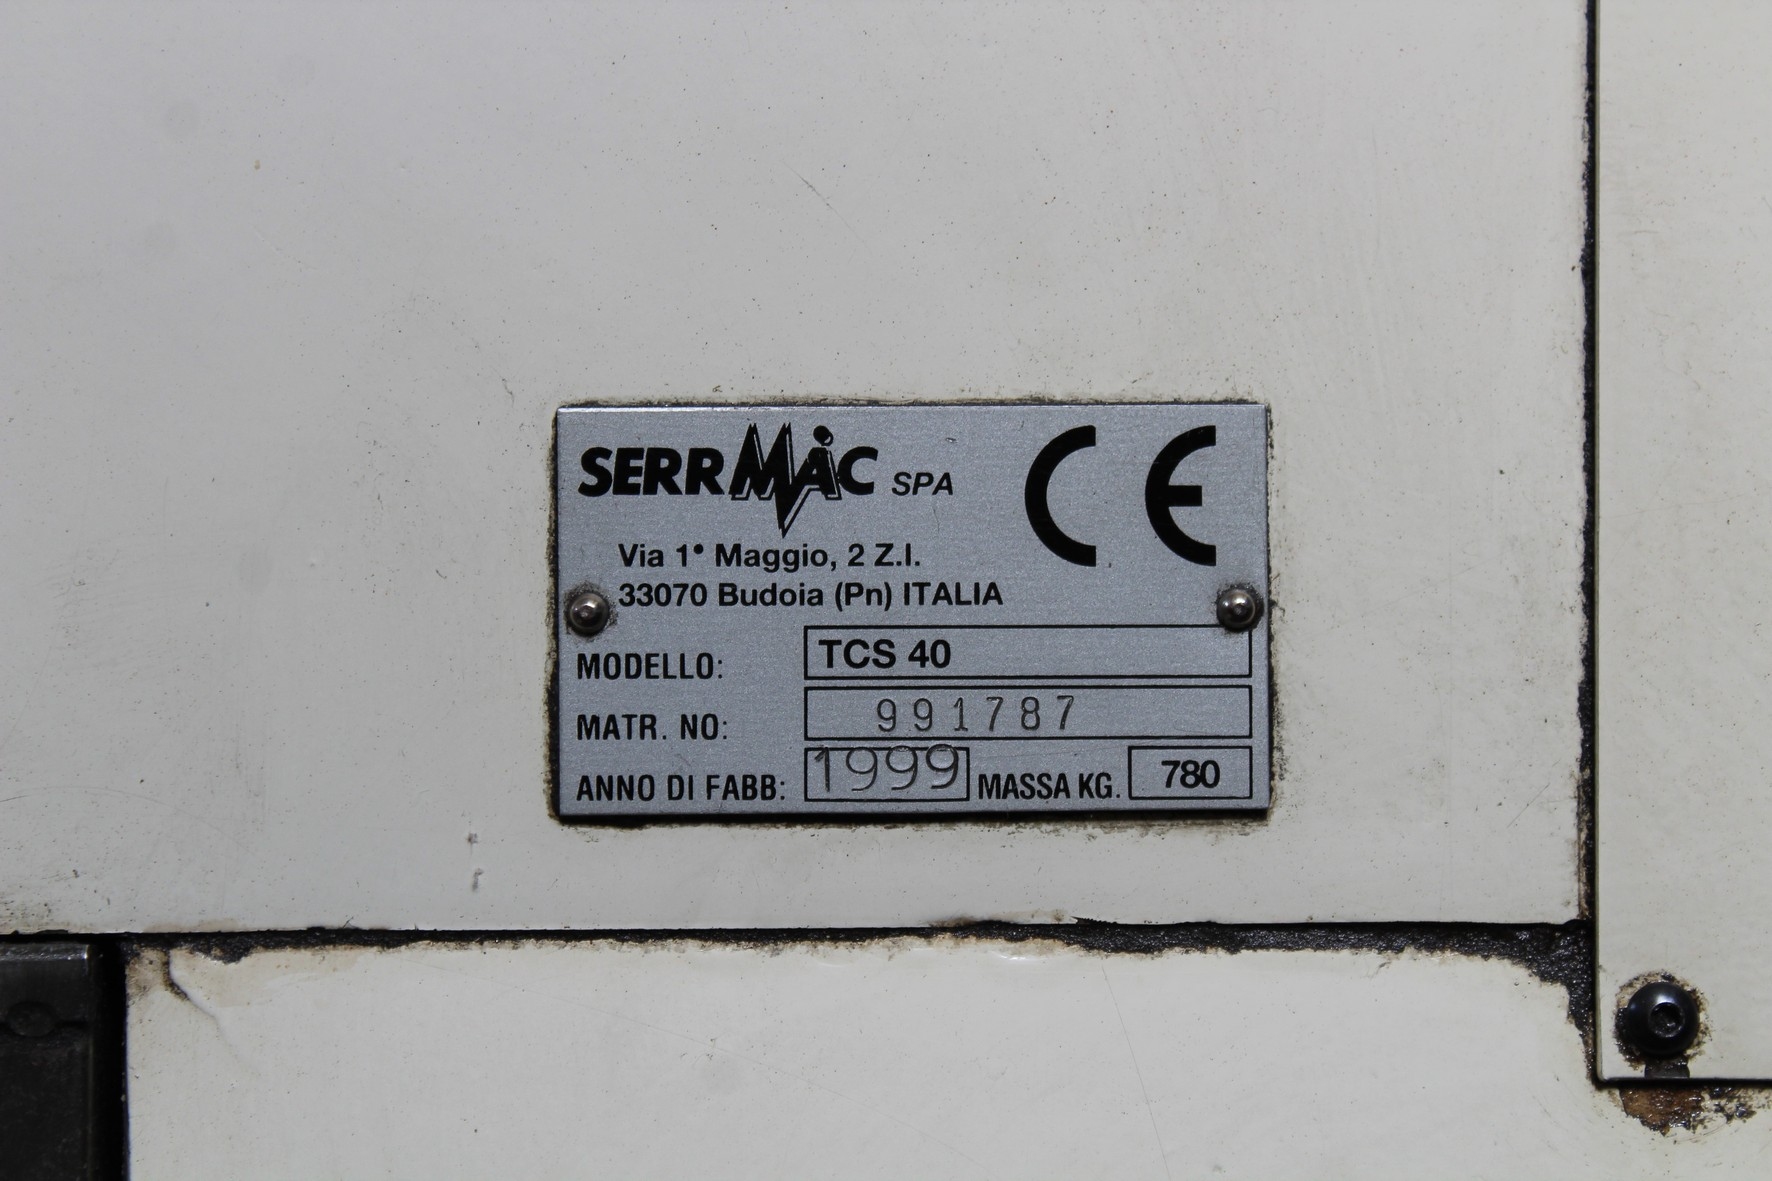 SERRMAC SPA
CE
Via 1° Maggio, 2 Z.I.
33070 Budoia (Pn) ITALIA
MODELLO: TCS 40
MATR. NO: 991787
ANNO DI FABB: 1999 MASSA KG. 780